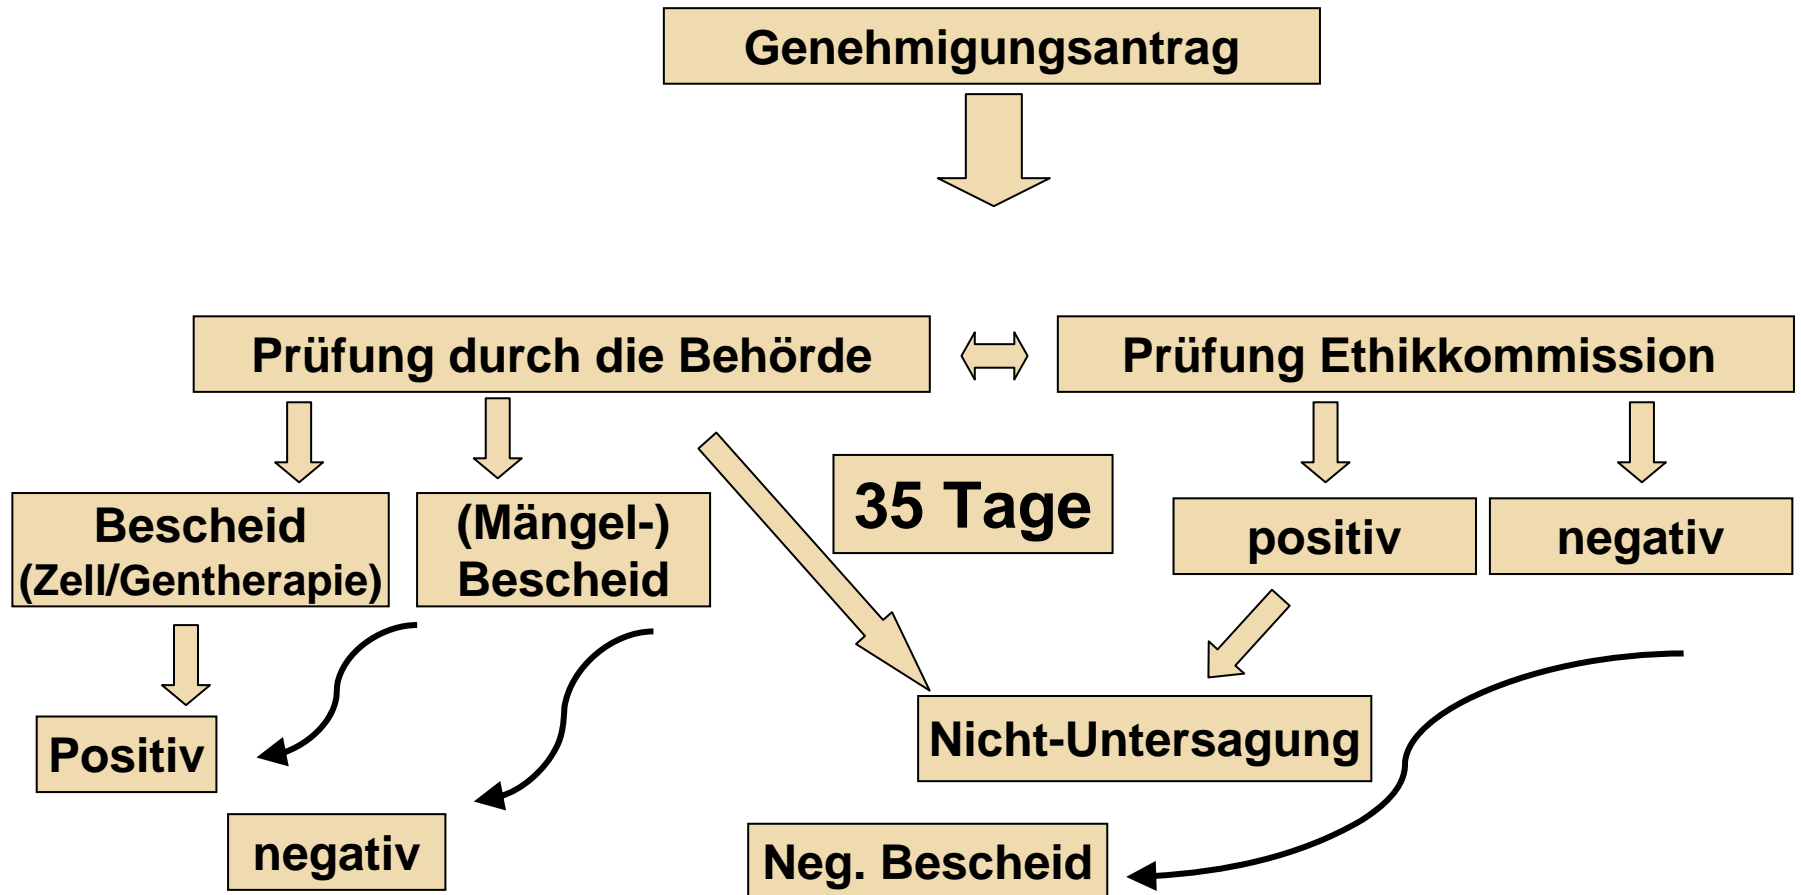 Genehmigungsantrag
Prüfung durch die Behörde
Prüfung Ethikkommission
35 Tage
Bescheid
(Zell/Gentherapie)
(Mängel-)
Bescheid
positiv
negativ
Positiv
Nicht-Untersagung
negativ
Neg. Bescheid